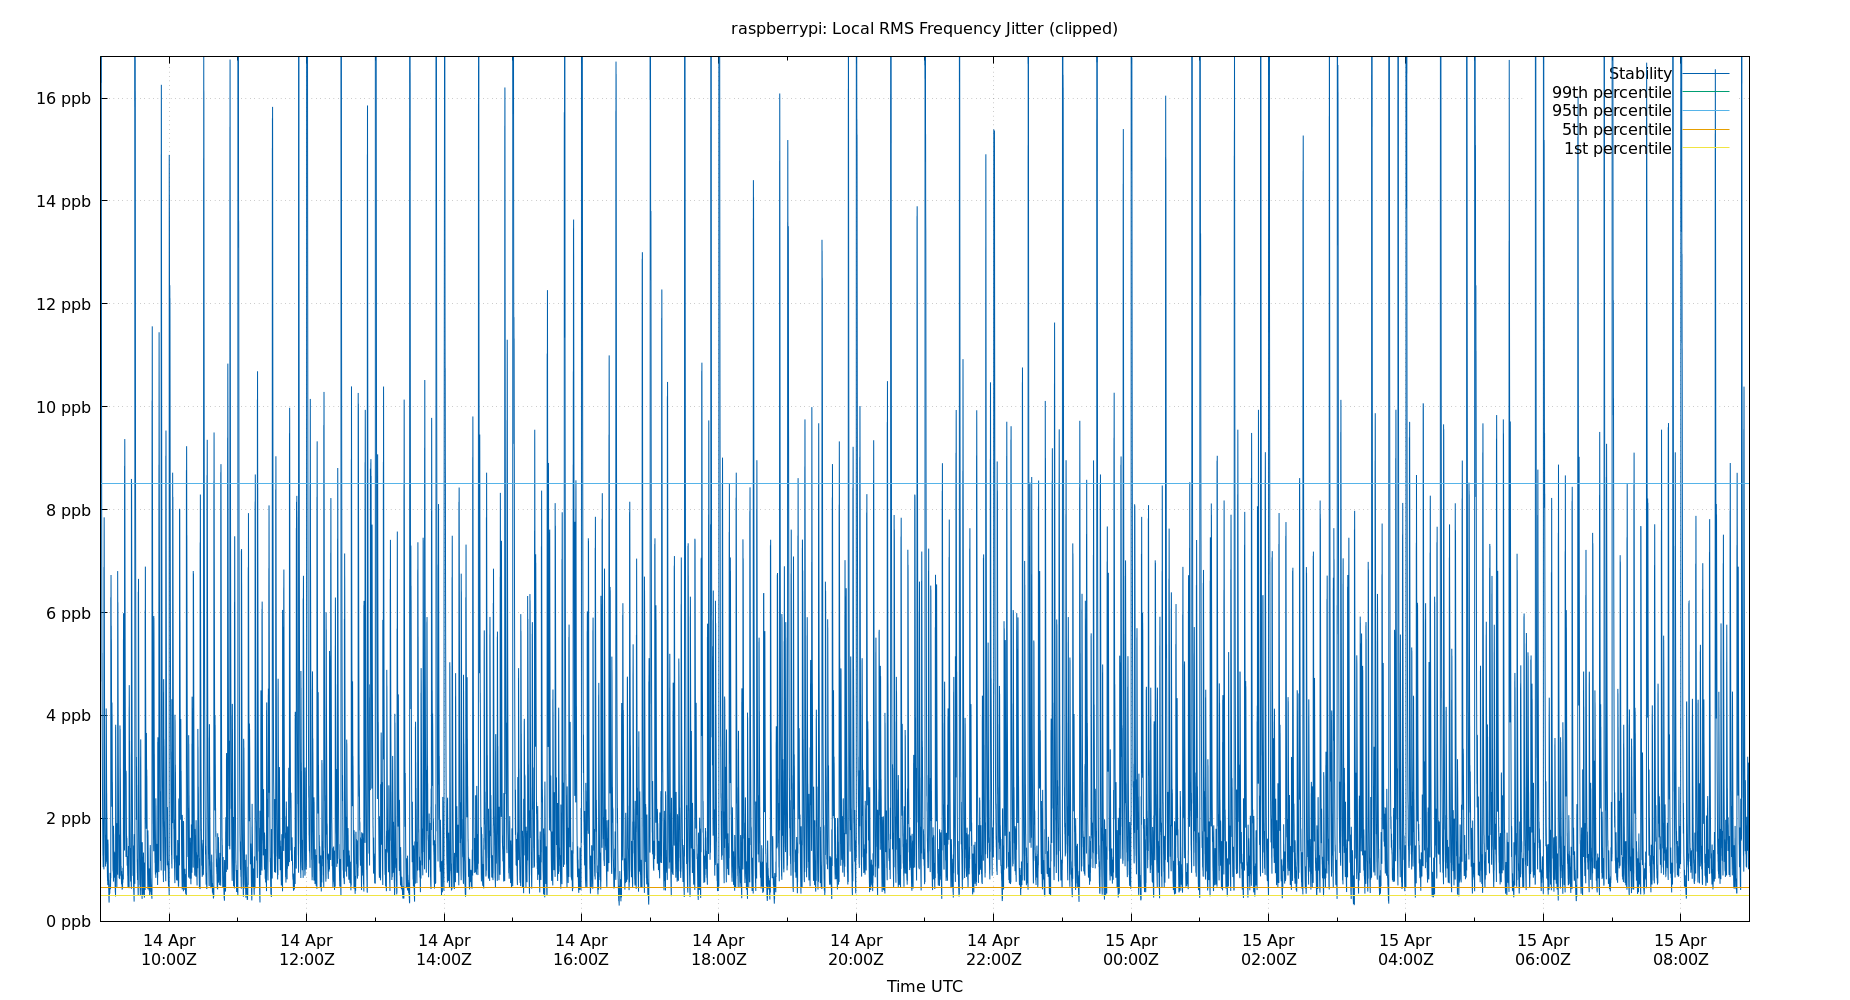 raspberrypi: Local RMS Frequency Jitter (clipped)
Stability
99th percentile
95th percentile
5th percentile
1st percentile
16 ppb
14 ppb
12 ppb
10 ppb
8 ppb
6 ppb
4 ppb
2 ppb
0 ppb
14 Apr 14 Apr 14 Apr 14 Apr 14 Apr 14 Apr 14 Apr 15 Apr 15 Apr 15 Apr 15 Apr 15 Apr
10:00Z 12:00Z 14:00Z 16:00Z 18:00Z 20:00Z 22:00Z 00:00Z 02:00Z 04:00Z 06:00Z 08:00Z
Time UTC